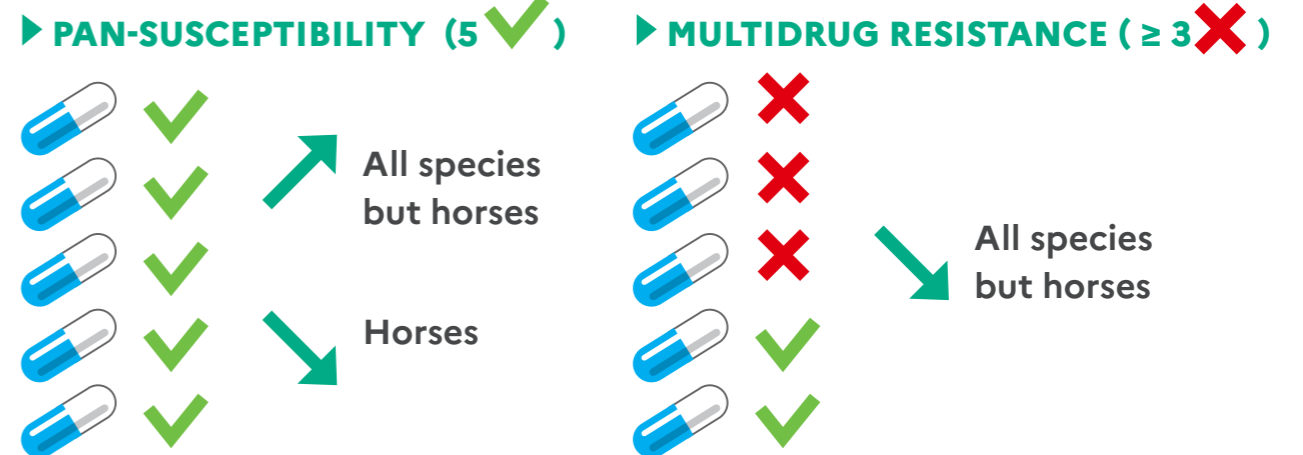 PAN-SUSCEPTIBILITY (5 ✓)
All species
but horses
Horses
MULTIDRUG RESISTANCE ( ≥ 3 ✗ )
All species
but horses